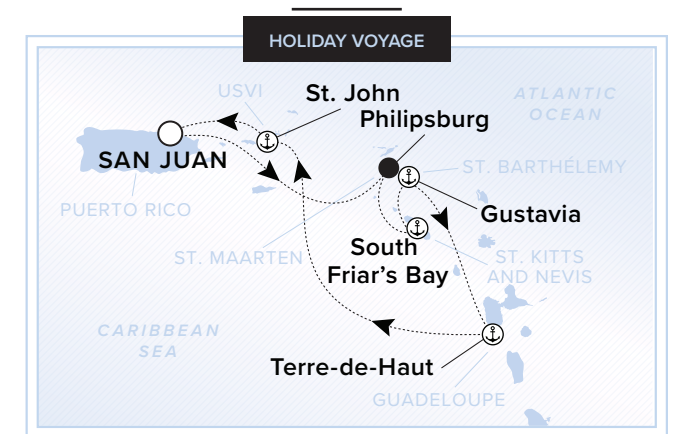 HOLIDAY VOYAGE
USVI
St. John
ATLANTIC
OCEAN
Philipsburg
SAN JUAN
ST. BARTHÉLEMY
PUERTO RICO
Gustavia
ST. MAARTEN
South
Friar's Bay
ST. KITTS
AND NEVIS
CARIBBEAN
SEA
Terre-de-Haut
GUADELOUPE